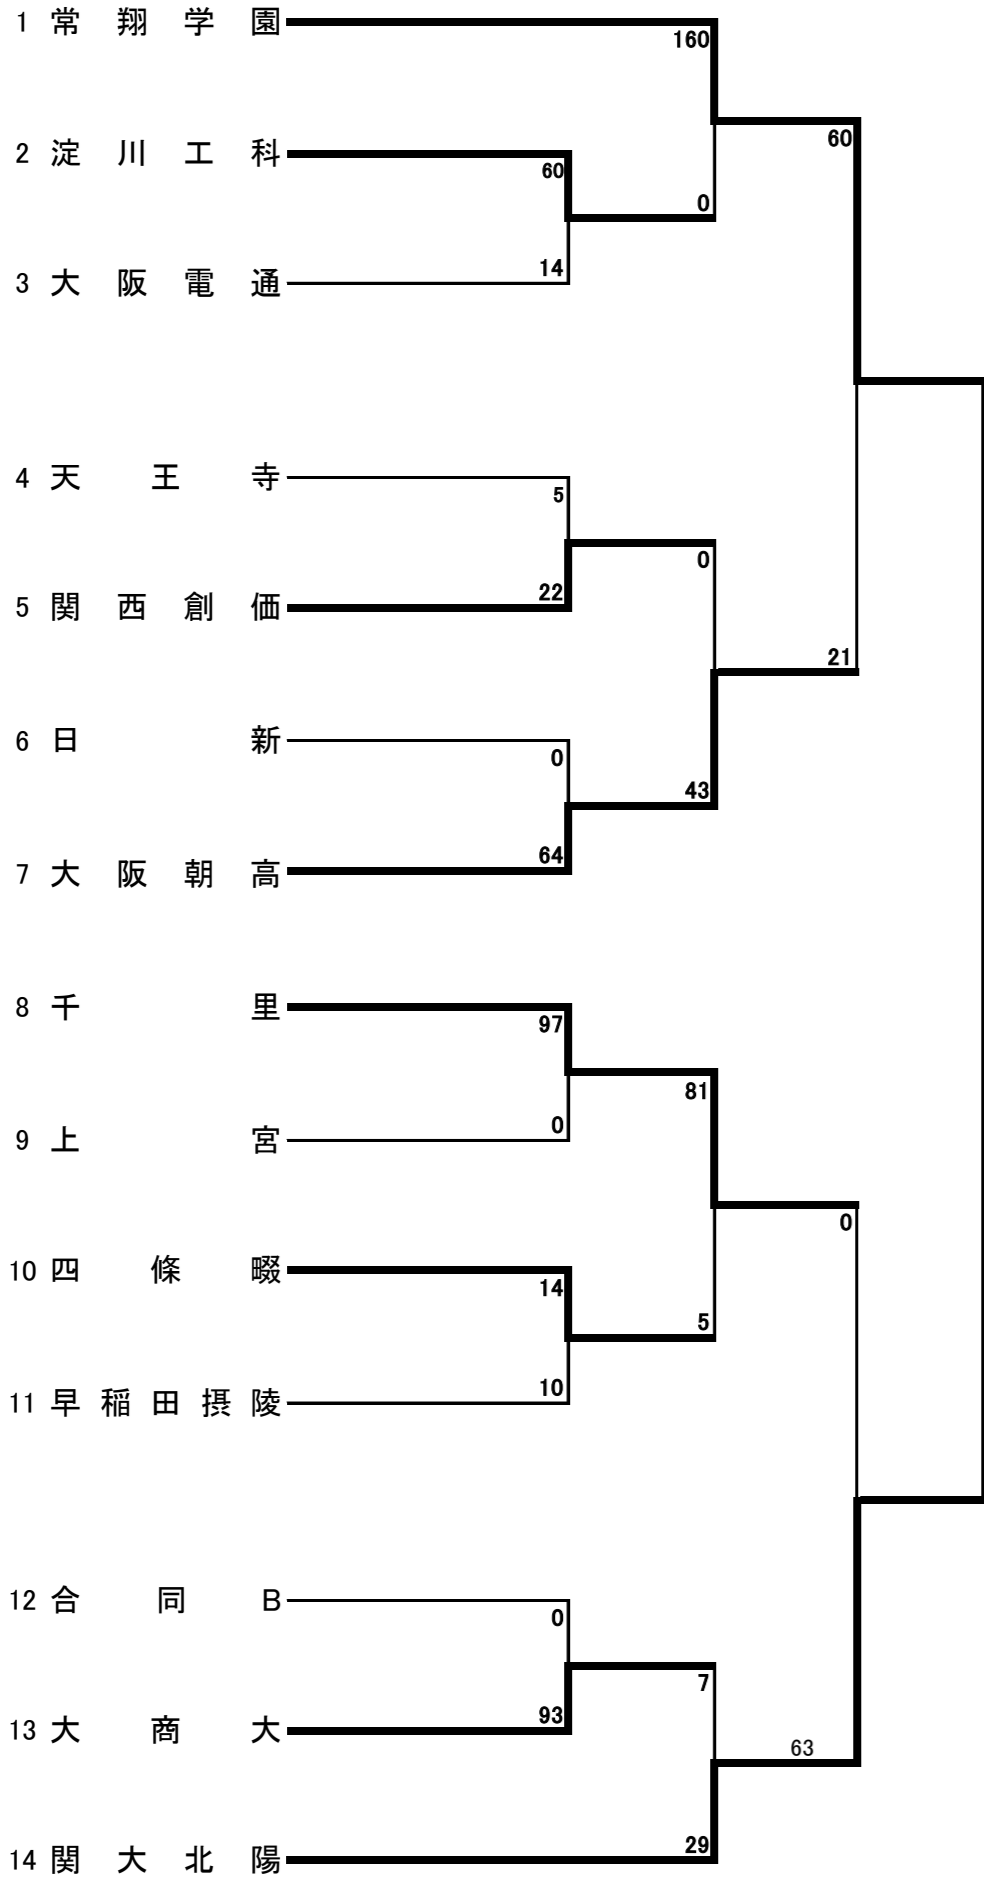 1 常翔学園
160
60
2 淀川工科
60
0
14
3 大阪電通
4 天王寺
5
0
22
5 関西創価
21
6 日新
0
43
64
7 大阪朝高
8 千里
97
81
0
9 上宮
0
10 四條畷
14
5
10
11 早稲田摂陵
12 合同B
0
7
93
13 大商大
63
29
14 関大北陽